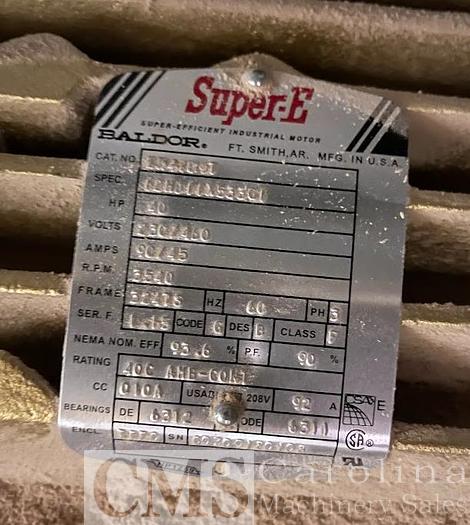 Super-E
SUPER-EFFICIENT INDUSTRIAL MOTOR
BALDOR. FT. SMITH, AR. MFG. IN U.S.A.
CAT. NO.
SPEC.
HP 40
VOLTS 230/460
AMPS 90/45
R.P.M. 3540
FRAME HZ 60 PH 3
SER. F. 1.15 CODE G DES B CLASS F
NEMA NOM. EFF 93.6 % P.F. 90 %
RATING 40C AMB-CONT
CC 010A USABLE AT 208V 92 A
BEARINGS DE 6312 ODE 6311
ENCL. SN
CSA E
SA ®
CMS Carolina
Machinery Sales